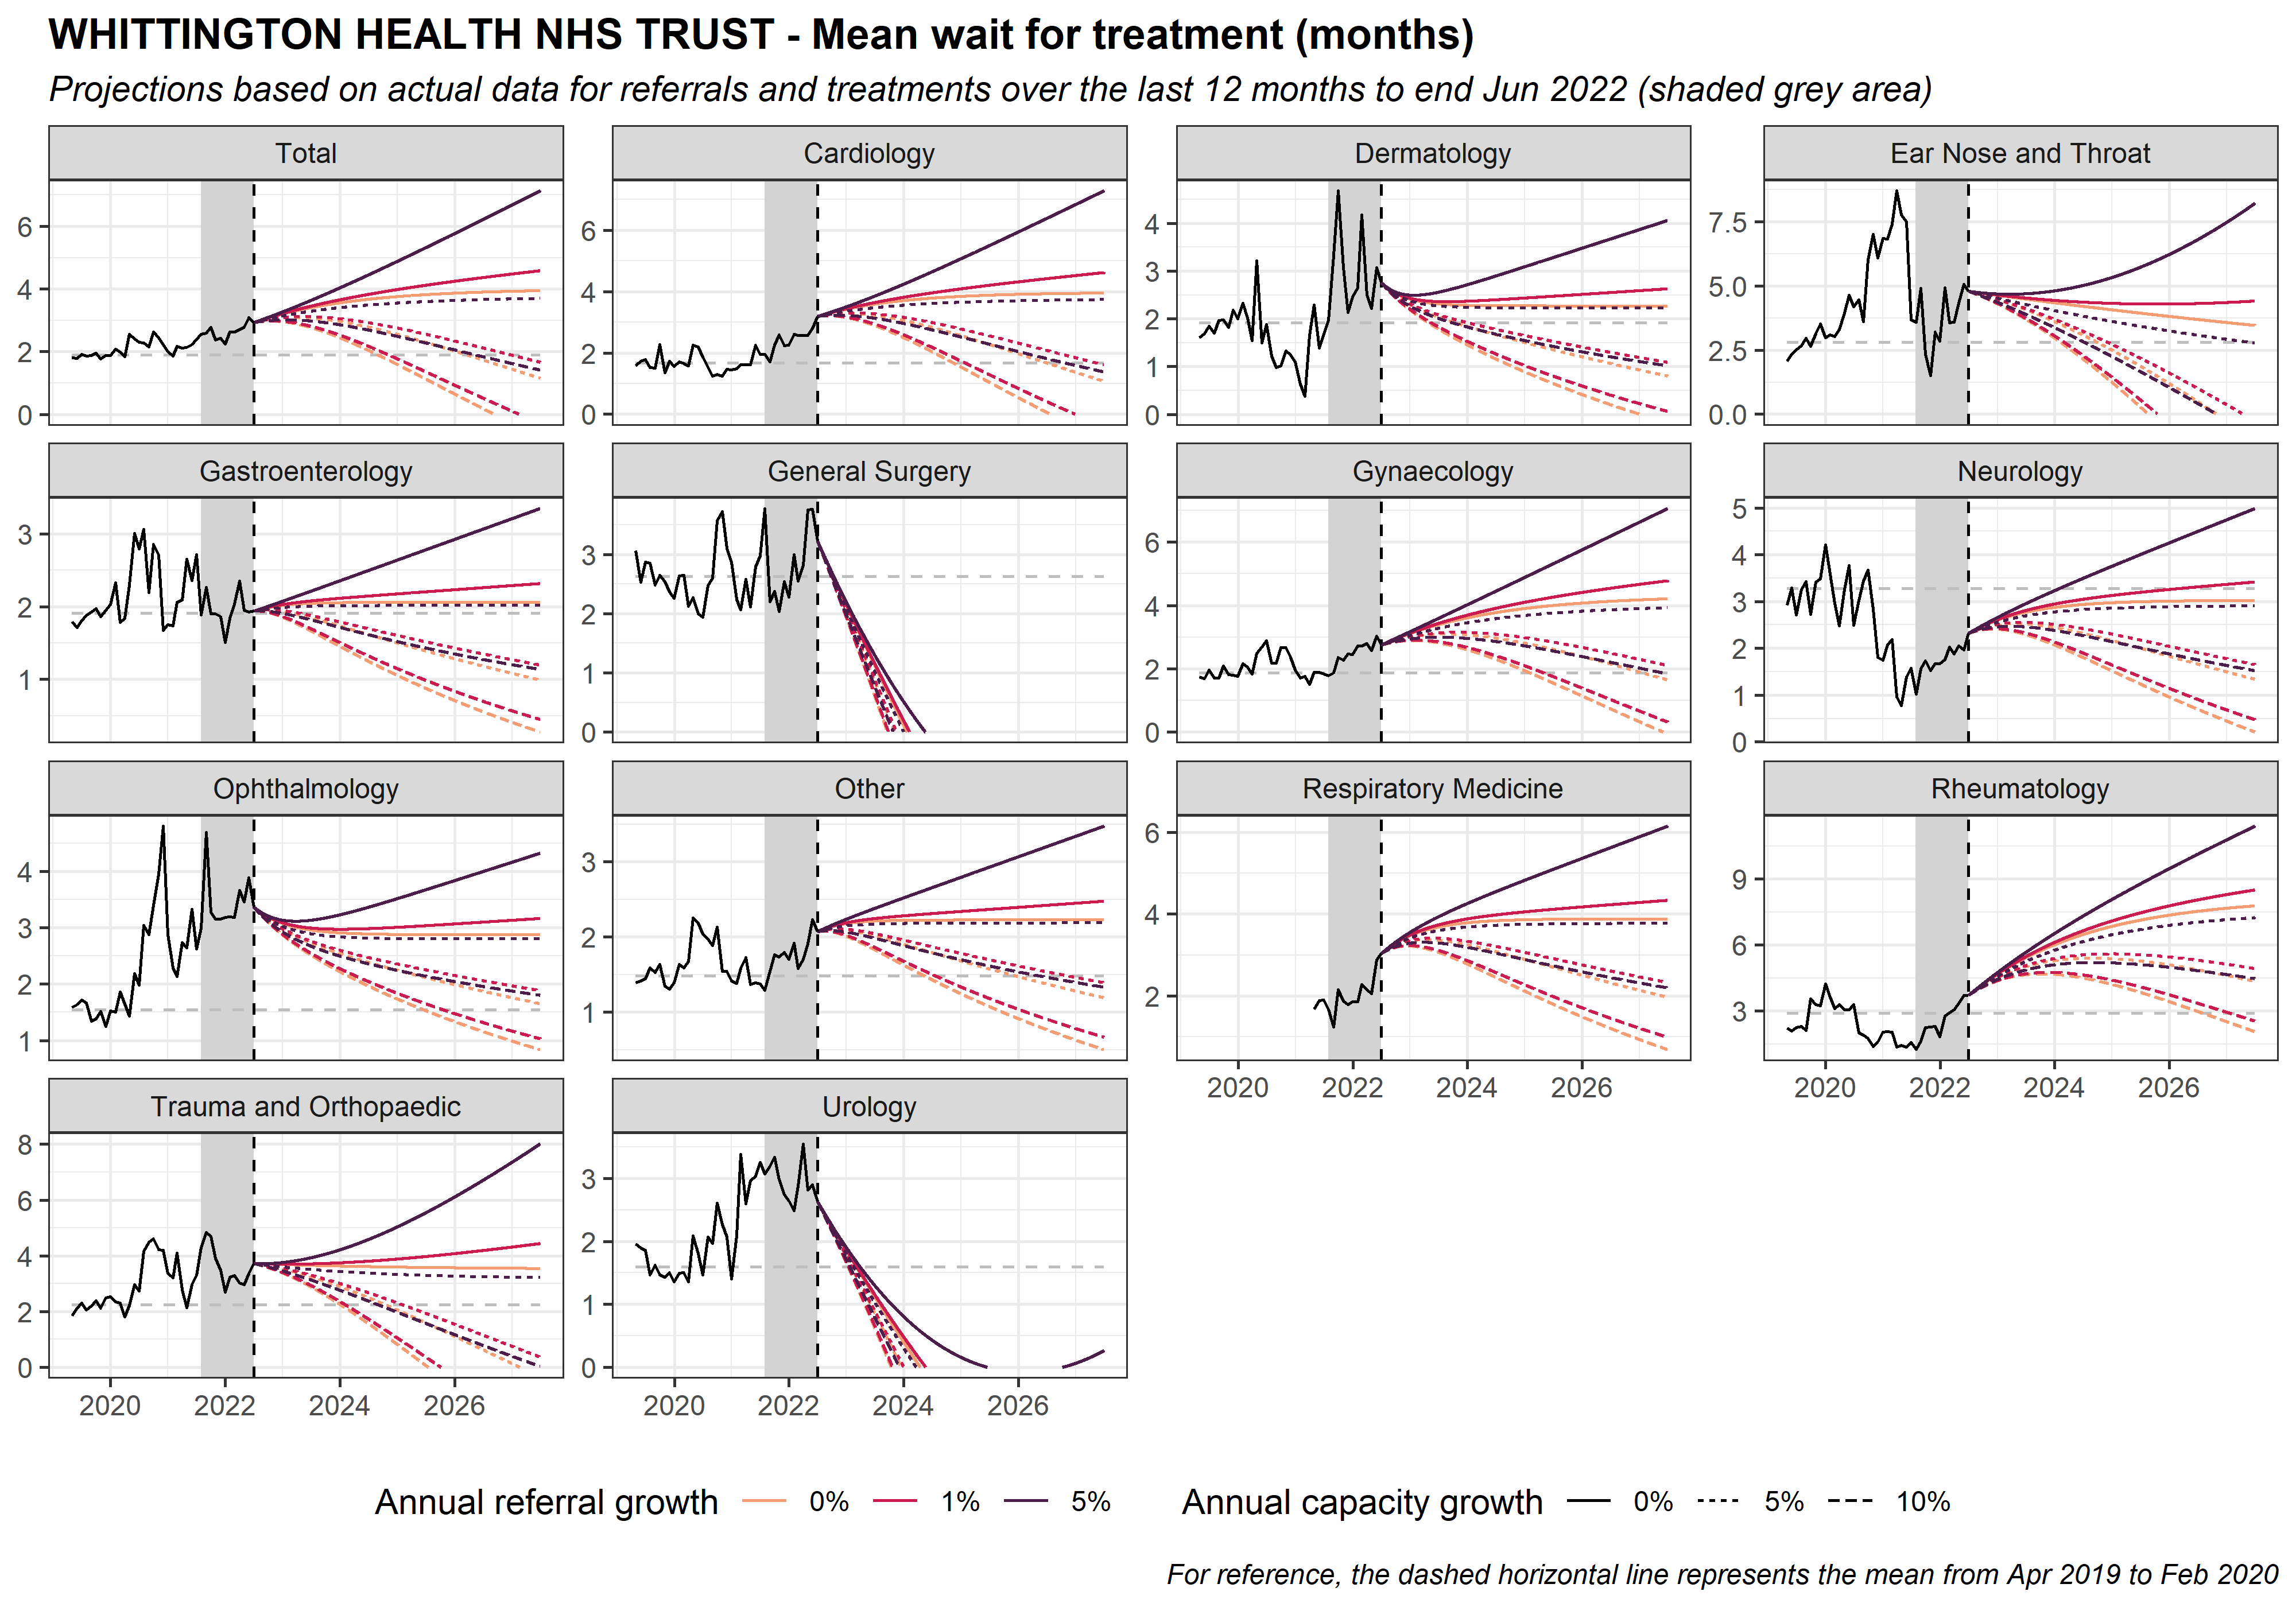 WHITTINGTON HEALTH NHS TRUST - Mean wait for treatment (months)
Projections based on actual data for referrals and treatments over the last 12 months to end Jun 2022 (shaded grey area)
Total
Cardiology
Dermatology
Ear Nose and Throat
6
4
2
0
6
4
2
0
4
3
2
1
0
7.5
5.0
2.5
0.0
Gastroenterology
General Surgery
Gynaecology
Neurology
3
2
1
3
2
1
0
6
4
2
0
5
4
3
2
1
0
Ophthalmology
Other
Respiratory Medicine
Rheumatology
4
3
2
1
3
2
1
6
4
2
9
6
3
2020 2022 2024 2026
2020 2022 2024 2026
Trauma and Orthopaedic
Urology
8
6
4
2
0
3
2
1
0
2020 2022 2024 2026
2020 2022 2024 2026
Annual referral growth 0% 1% 5%
Annual capacity growth 0% 5% 10%
For reference, the dashed horizontal line represents the mean from Apr 2019 to Feb 2020